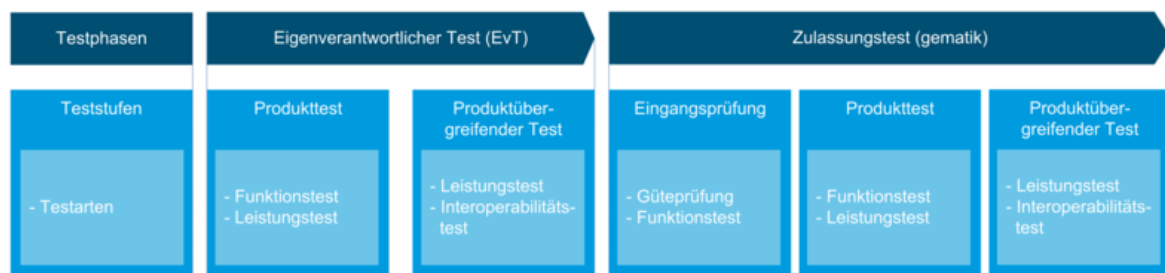 Testphasen
Eigenverantwortlicher Test (EvT)
Zulassungstest (gematik)
Teststufen
- Testarten
Produkttest
- Funktionstest
- Leistungstest
Produktüber-
greifender Test
- Leistungstest
- Interoperabilitäts-
test
Eingangsprüfung
- Güteprüfung
- Funktionstest
Produkttest
- Funktionstest
- Leistungstest
Produktüber-
greifender Test
- Leistungstest
- Interoperabilitäts-
test